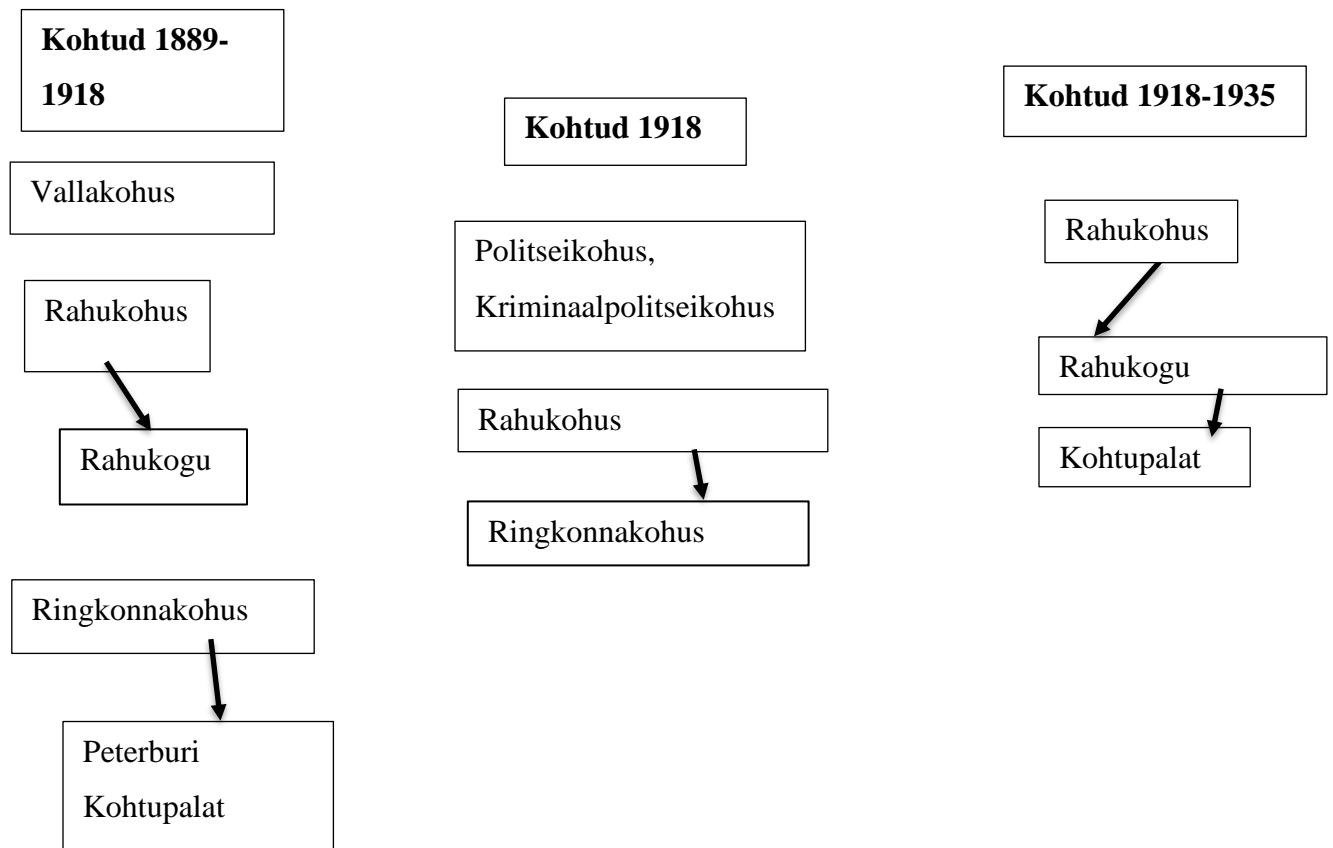 Kohtud 1889-
1918
Vallakohus
Rahukohus
Rahukogu
Ringkonnakohus
Peterburi
Kohtupalat
Kohtud 1918
Politseikohus,
Kriminaalpolitseikohus
Rahukohus
Ringkonnakohus
Kohtud 1918-1935
Rahukohus
Rahukogu
Kohtupalat